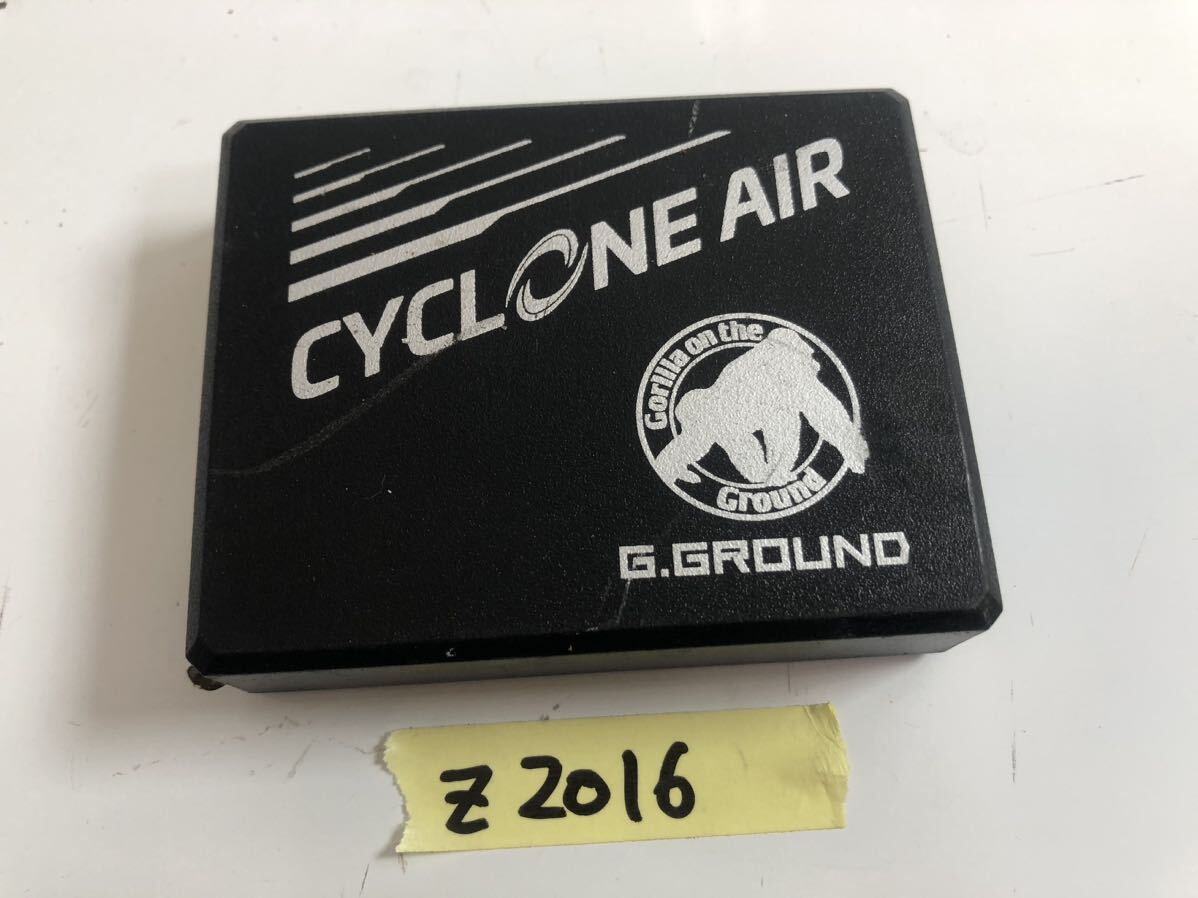 CYCLONE AIR
Gorilla on the
Ground
G.GROUND
Z 2016